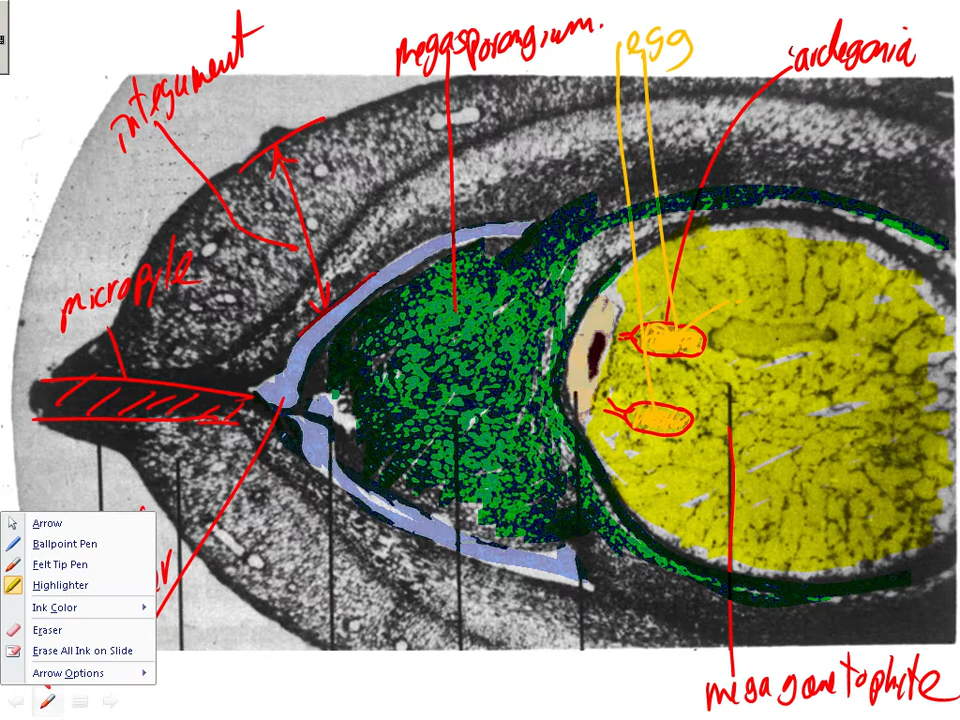 integument
megasporangium.
egg
archegonia
micropyle
Arrow
Ballpoint Pen
Felt Tip Pen
Highlighter
Ink Color
Eraser
Erase All Ink on Slide
Arrow Options
megagametophyte